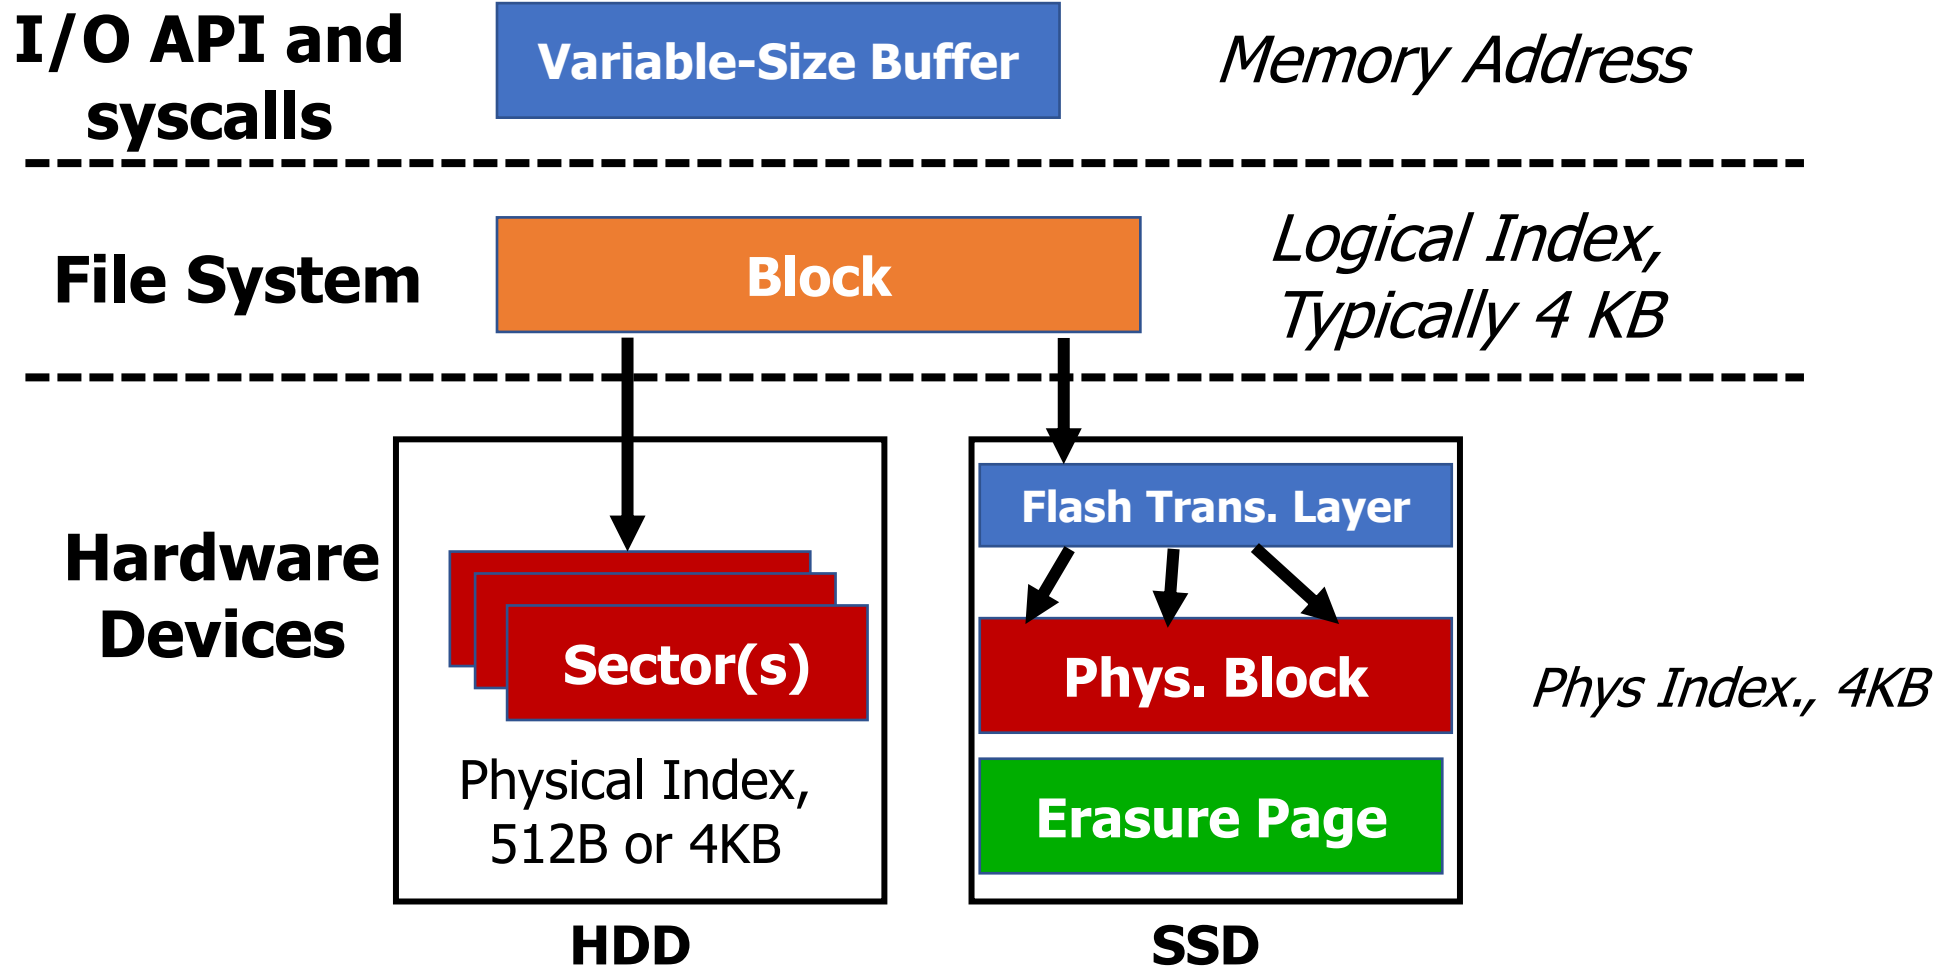 I/O API and
syscalls
Variable-Size Buffer
Memory Address
File System
Block
Logical Index,
Typically 4 KB
Hardware
Devices
Sector(s)
Physical Index,
512B or 4KB
HDD
Flash Trans. Layer
Phys. Block
Erasure Page
SSD
Phys Index., 4KB